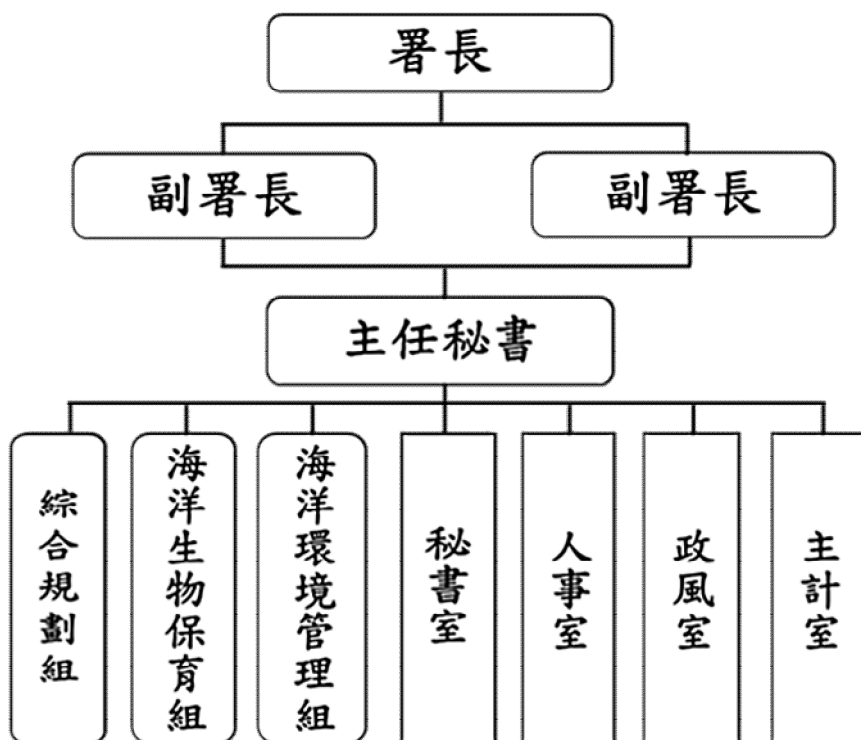 署長
副署長
副署長
主任秘書
綜合規劃組
海洋生物保育組
海洋環境管理組
秘書室
人事室
政風室
主計室